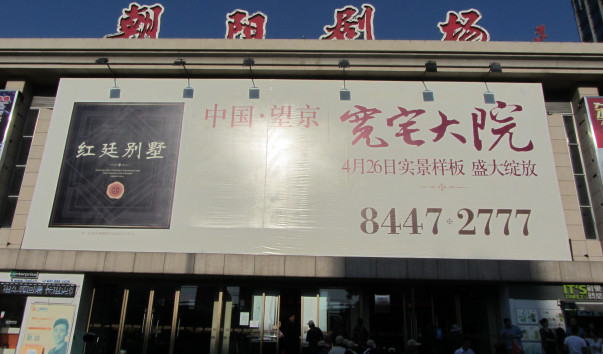 朝阳剧场
红廷别墅
中国·望京
宽宅大院
4月26日实景样板 盛大绽放
8447·2777
IT'S